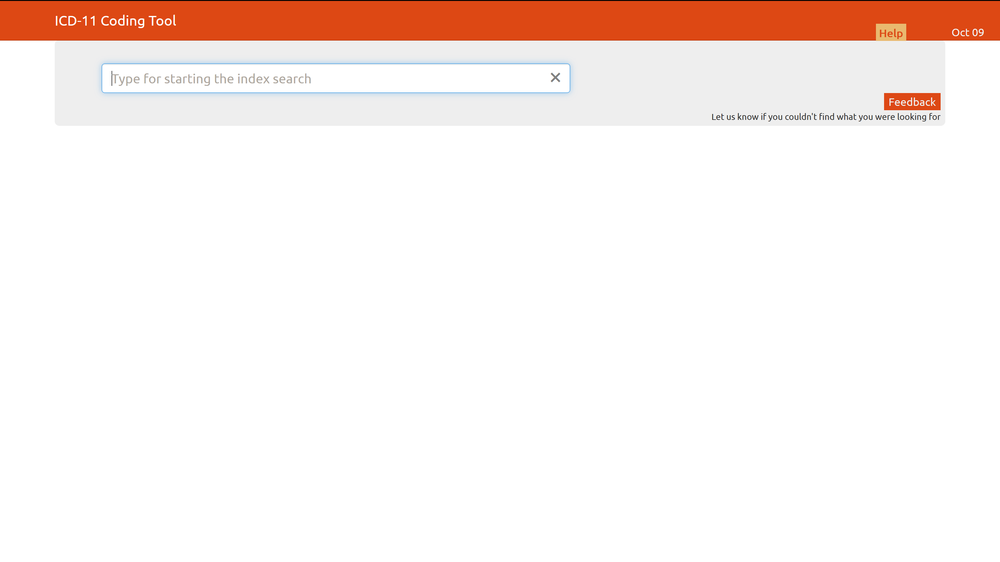 ICD-11 Coding Tool
Help
Oct 09
Type for starting the index search
Feedback
Let us know if you couldn't find what you were looking for